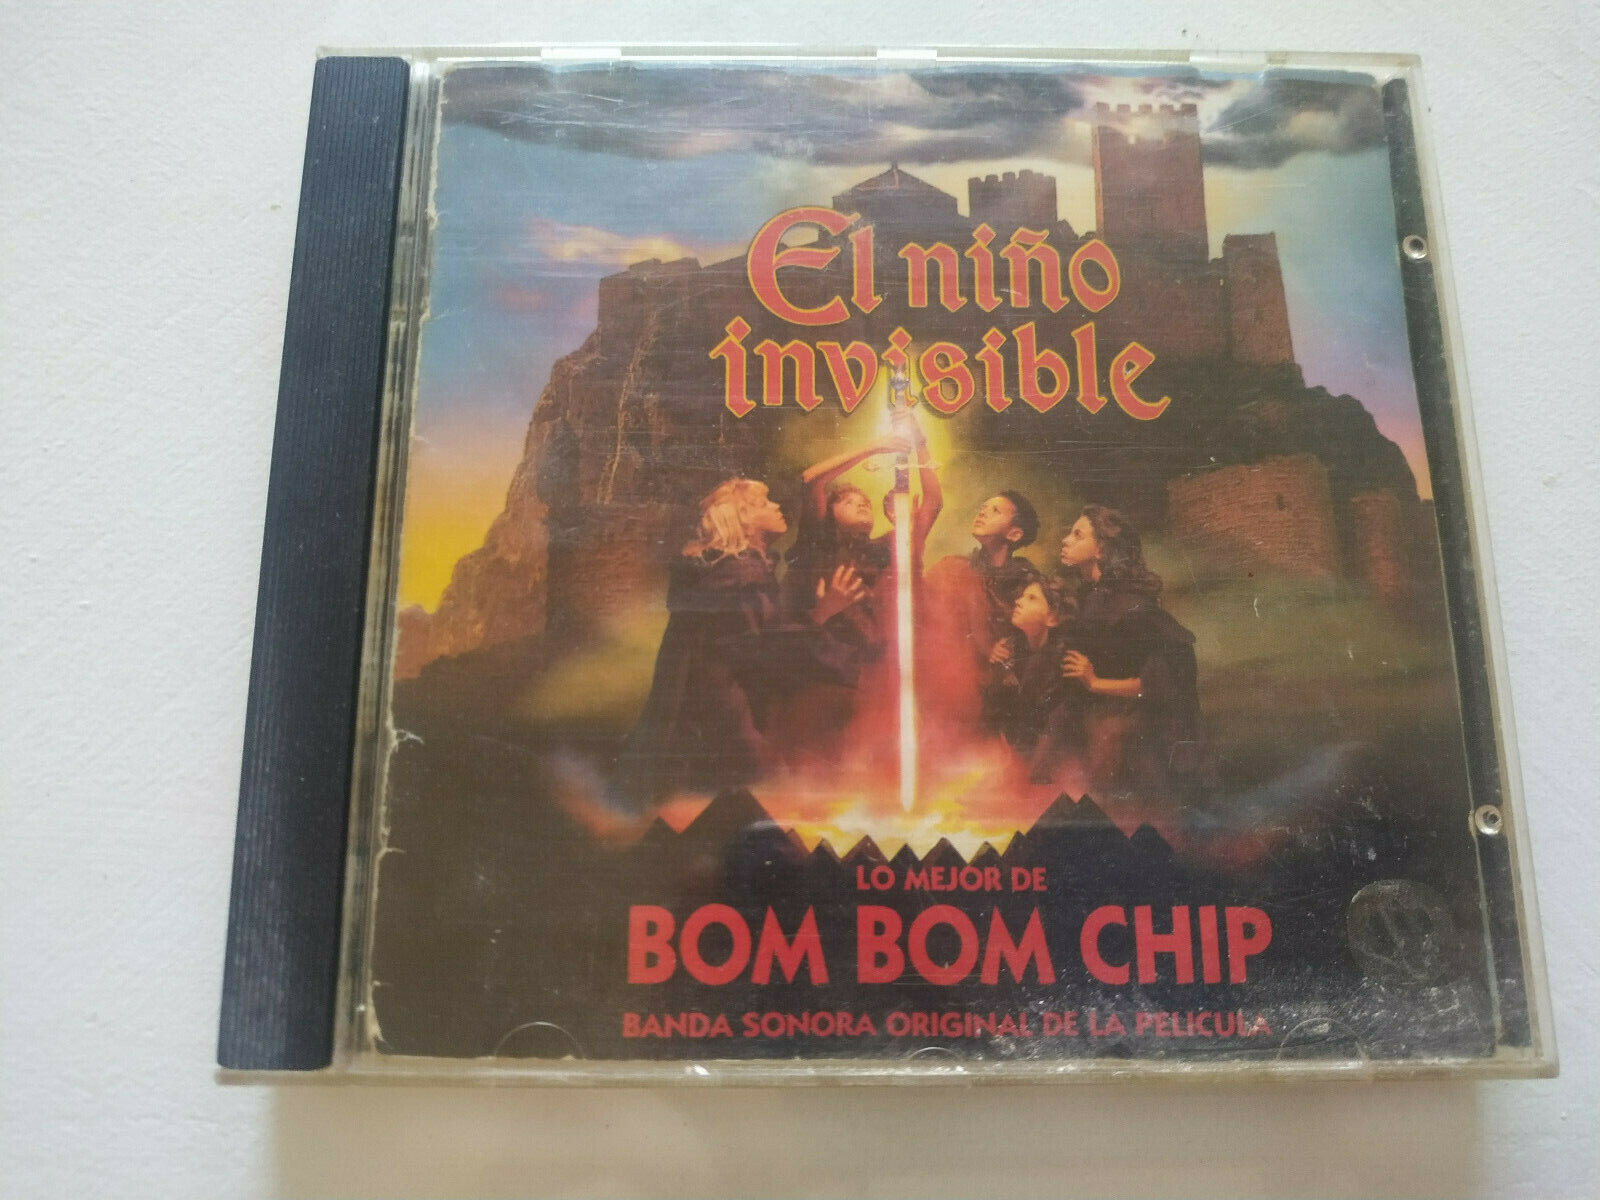 El niño
invisible
LO MEJOR DE
BOM BOM CHIP
BANDA SONORA ORIGINAL DE LA PELICULA